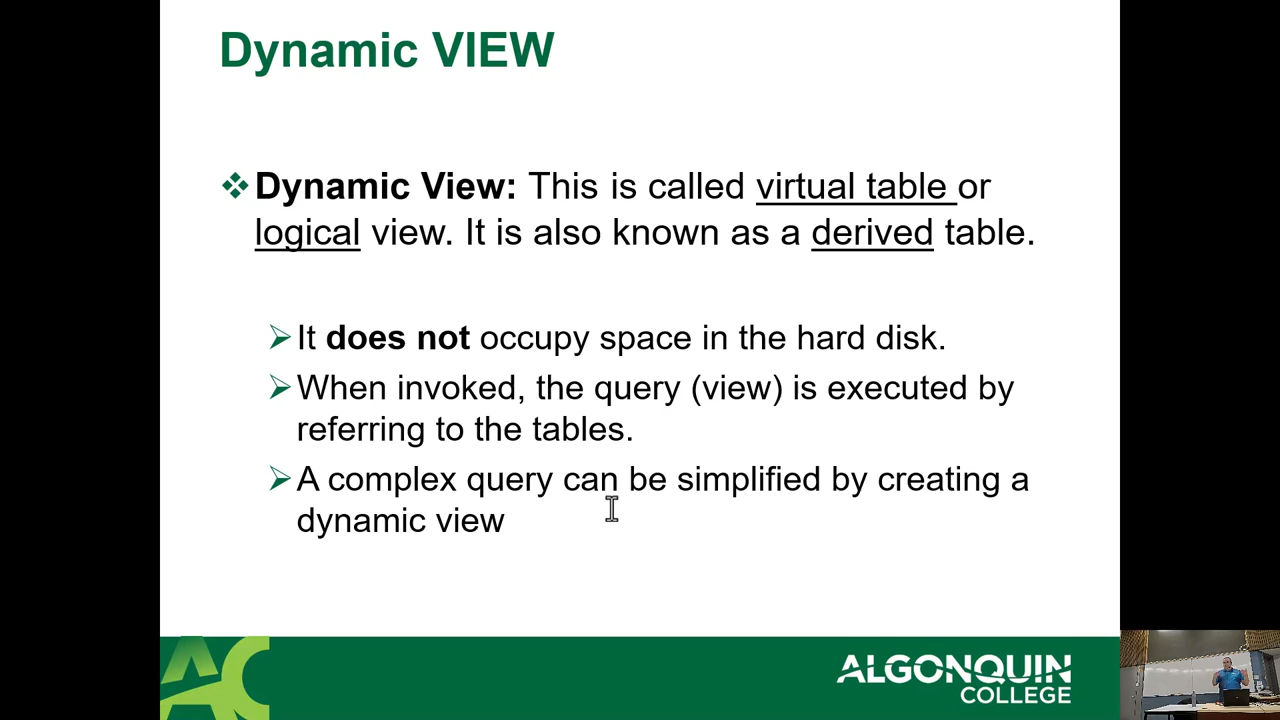 Dynamic VIEW
Dynamic View: This is called virtual table or
logical view. It is also known as a derived table.
It does not occupy space in the hard disk.
When invoked, the query (view) is executed by
referring to the tables.
A complex query can be simplified by creating a
dynamic view
AC
ALGONQUIN
COLLEGE